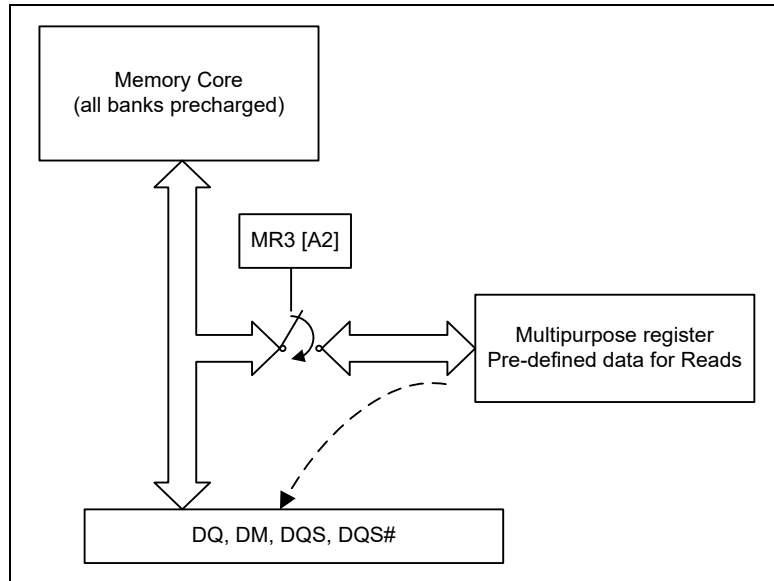 Memory Core
(all banks precharged)
MR3 [A2]
Multipurpose register
Pre-defined data for Reads
DQ, DM, DQS, DQS#